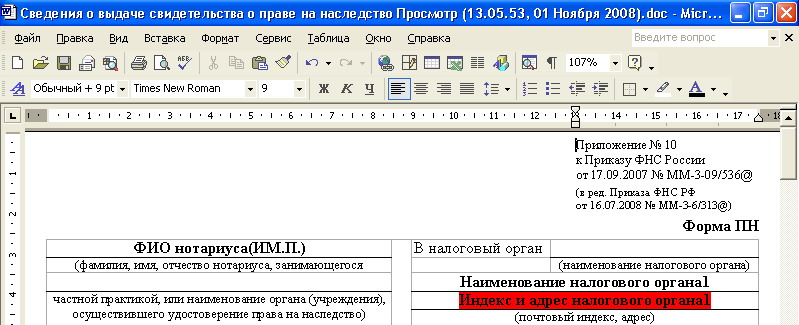 Сведения о выдаче свидетельства о праве на наследство Просмотр (13.05.53, 01 Ноября 2008).doc - Micr...
Файл Правка Вид Вставка Формат Сервис Таблица Окно Справка Введите вопрос
107%
Обычный + 9 pt Times New Roman 9 Ж К Ч
1 2 3 4 5 6 7 8 9 10 11 12 13 14 15 16 17 18
Приложение № 10
к Приказу ФНС России
от 17.09.2007 № ММ-3-09/536@
(в ред. Приказа ФНС РФ
от 16.07.2008 № ММ-3-6/313@)
Форма ПН
ФИО нотариуса(ИМ.П.) В налоговый орган
(фамилия, имя, отчество нотариуса, занимающегося (наименование налогового органа)
Наименование налогового органа1
частной практикой, или наименование органа (учреждения), Индекс и адрес налогового органа1
осуществившего удостоверение права на наследство) (почтовый индекс, адрес)